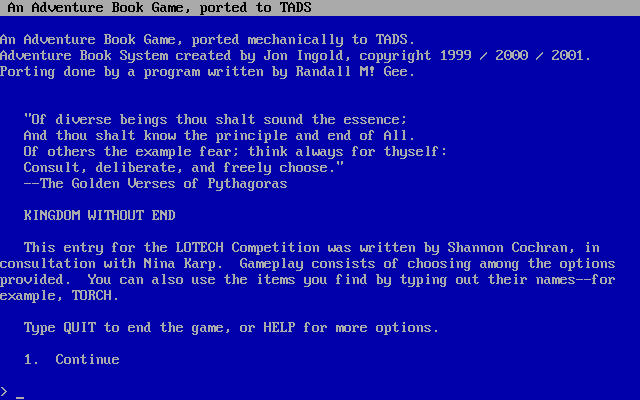 An Adventure Book Game, ported to TADS
An Adventure Book Game, ported mechanically to TADS.
Adventure Book System created by Jon Ingold, copyright 1999 / 2000 / 2001.
Porting done by a program written by Randall M! Gee.
"Of diverse beings thou shalt sound the essence;
And thou shalt know the principle and end of All.
Of others the example fear; think always for thyself:
Consult, deliberate, and freely choose."
--The Golden Verses of Pythagoras
KINGDOM WITHOUT END
This entry for the LOTECH Competition was written by Shannon Cochran, in
consultation with Nina Karp.  Gameplay consists of choosing among the options
provided.  You can also use the items you find by typing out their names--for
example, TORCH.
Type QUIT to end the game, or HELP for more options.
1.  Continue
> _